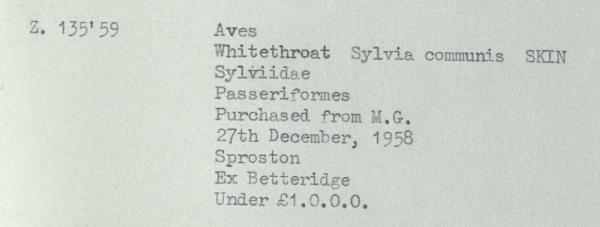 Z. 135'59 Aves
Whitethroat Sylvia communis SKIN
Sylviidae
Passeriformes
Purchased from M.G.
27th December, 1958
Sproston
Ex Betteridge
Under £1.0.0.0.